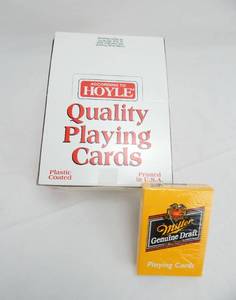 ACCORDING TO
HOYLE®
Quality
Playing
Cards
Plastic
Coated
Printed
in U.S.A
Miller
Genuine Draft
Playing Cards